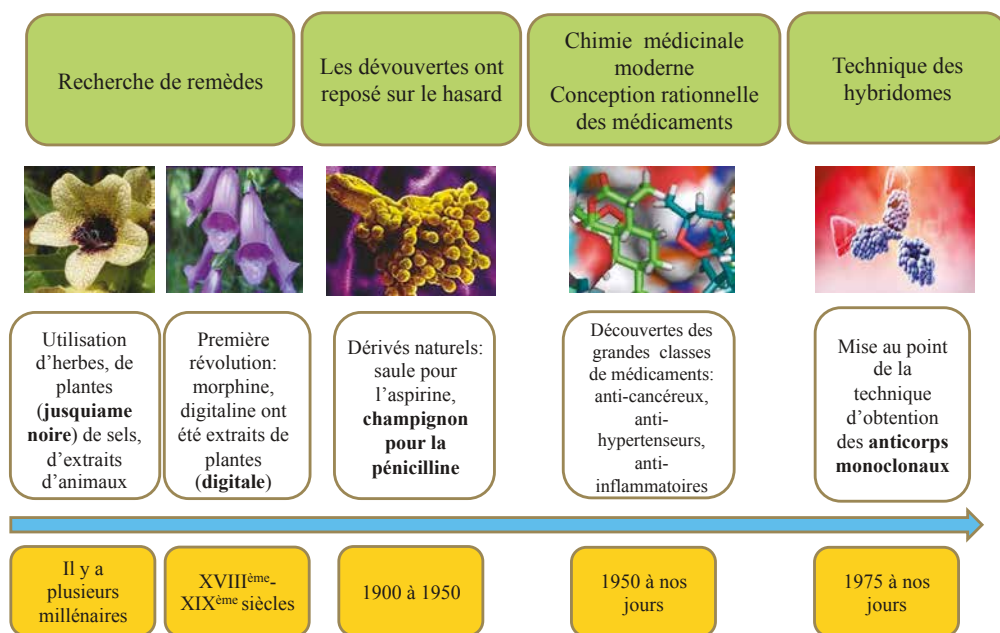 Recherche de remèdes
Les dévouvertes ont
reposé sur le hasard
Chimie médicinale
moderne
Conception rationnelle
des médicaments
Technique des
hybridomes
Utilisation
d'herbes, de
plantes
(jusquiame
noire) de sels,
d'extraits
d'animaux
Première
révolution:
morphine,
digitaline ont
été extraits de
plantes
(digitale)
Dérivés naturels:
saule pour
l'aspirine,
champignon
pour la
pénicilline
Découvertes des
grandes classes
de médicaments:
anti-cancéreux,
anti-
hypertenseurs,
anti-
inflammatoires
Mise au point
de la
technique
d'obtention
des anticorps
monoclonaux
Il y a
plusieurs
millénaires
XVIIIème-
XIXème siècles
1900 à 1950
1950 à nos
jours
1975 à nos
jours